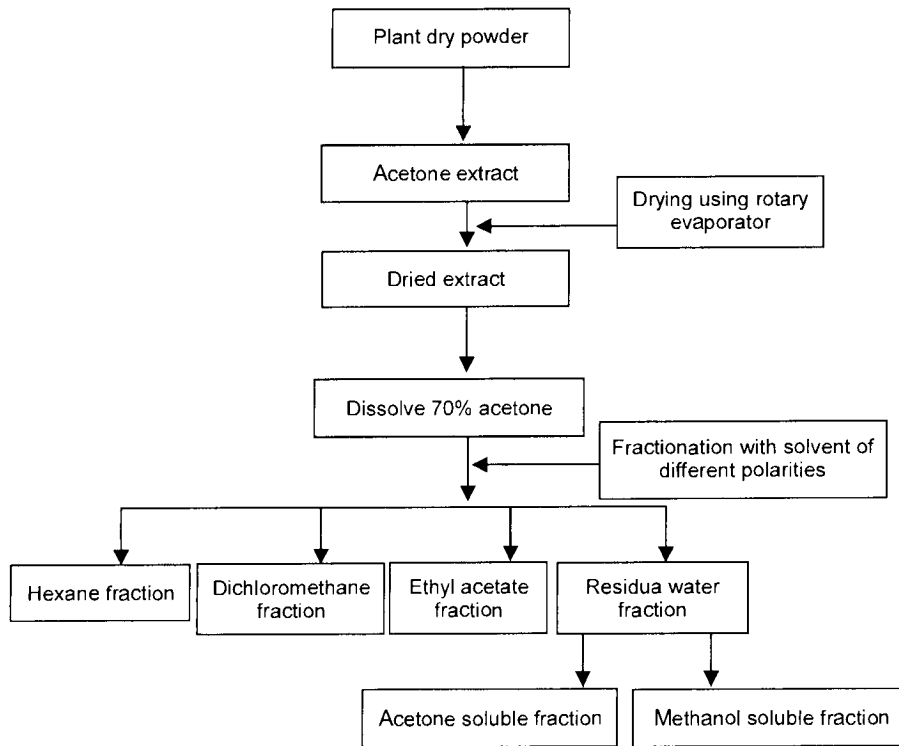 Plant dry powder
Acetone extract
Drying using rotary
evaporator
Dried extract
Dissolve 70% acetone
Fractionation with solvent of
different polarities
Hexane fraction
Dichloromethane
fraction
Ethyl acetate
fraction
Residua water
fraction
Acetone soluble fraction
Methanol soluble fraction